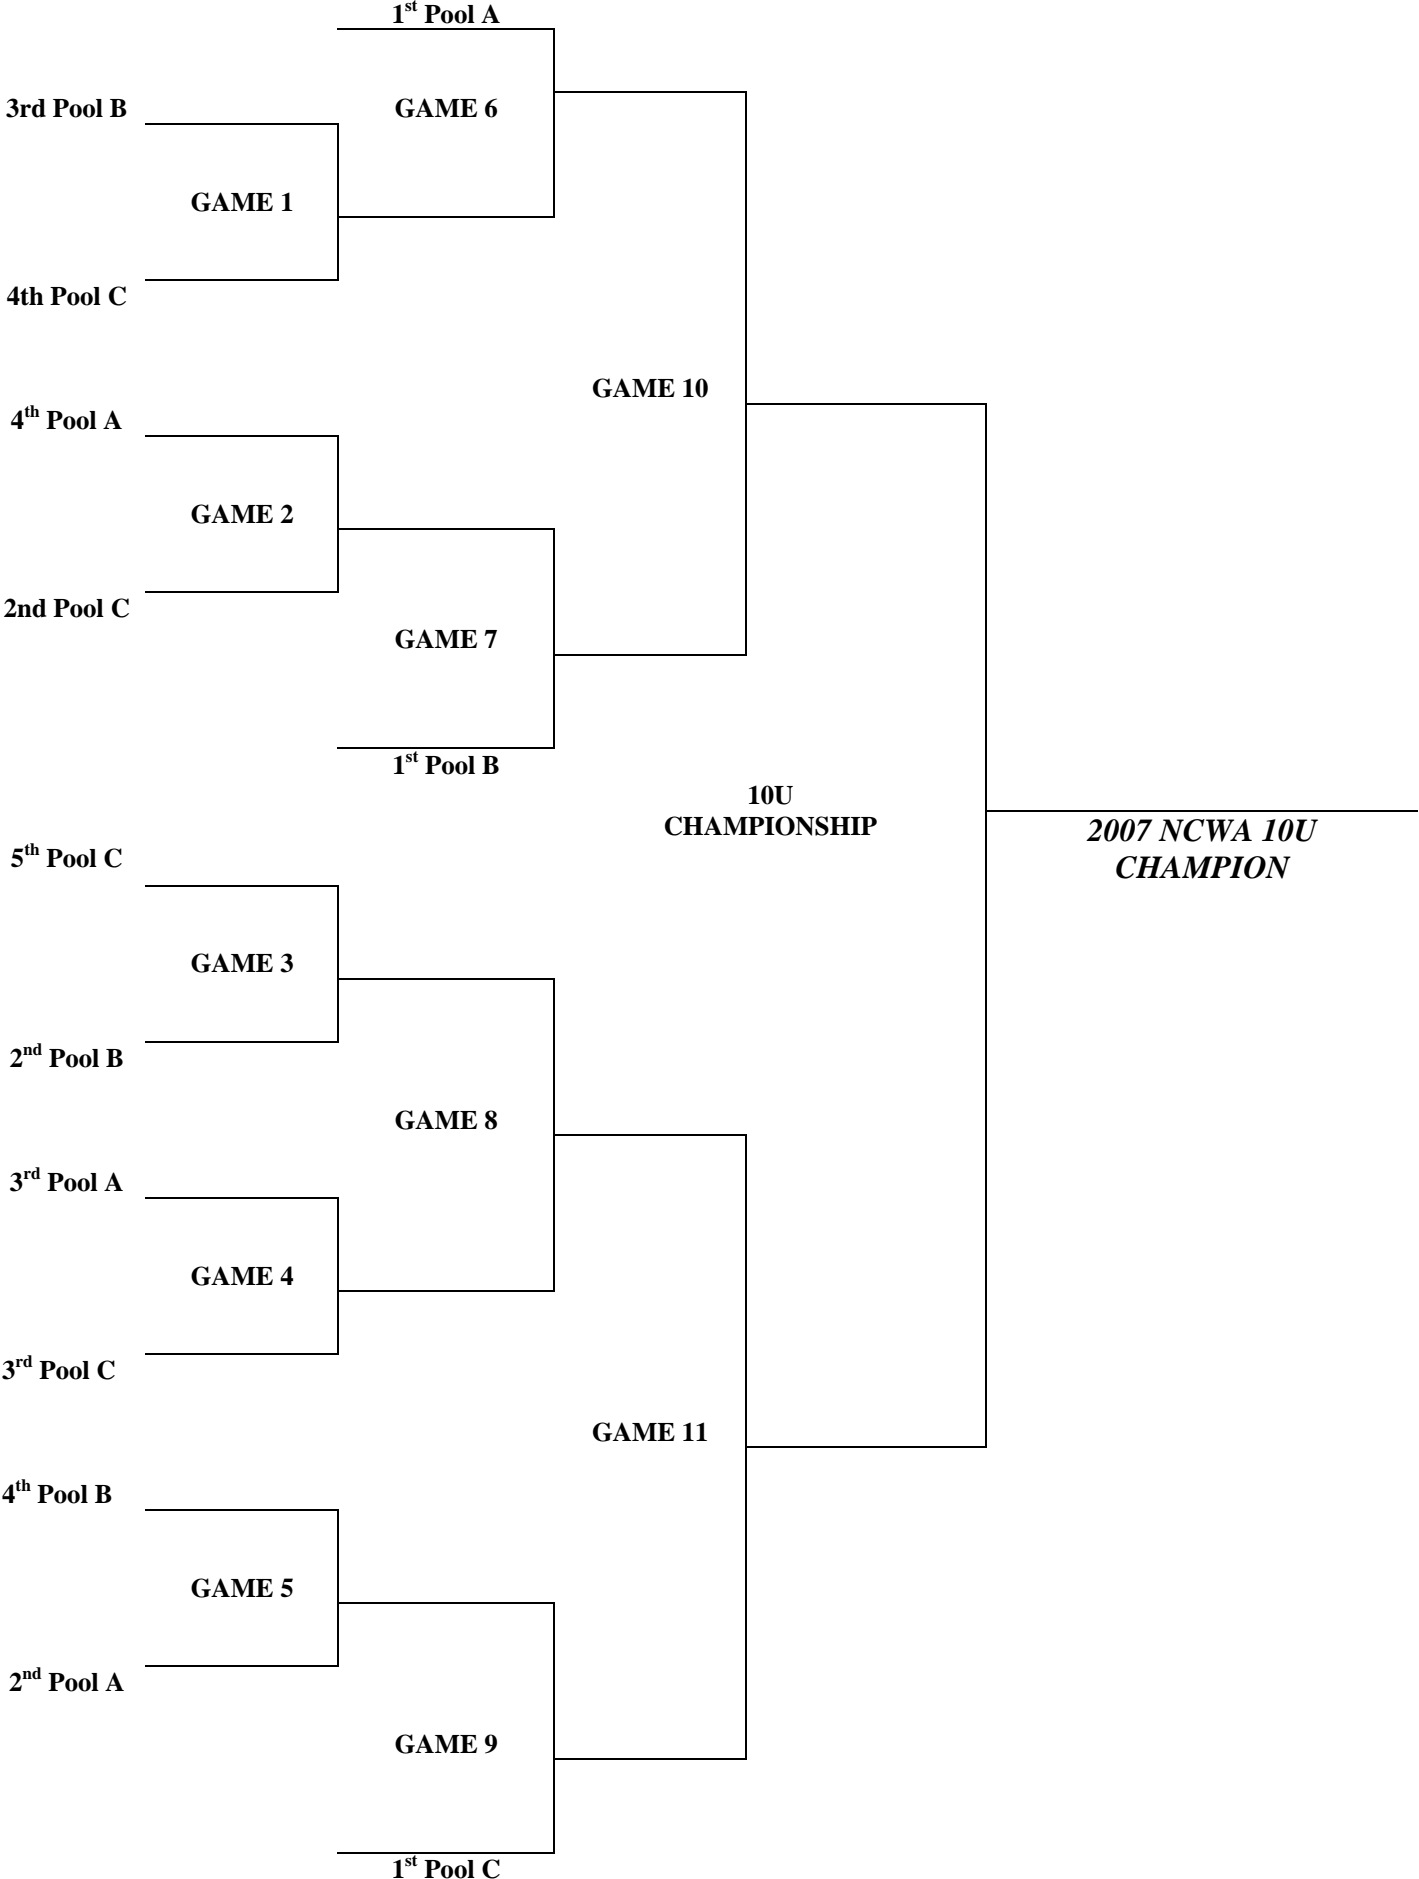 1st Pool A
3rd Pool B
GAME 6
GAME 1
4th Pool C
GAME 10
4th Pool A
GAME 2
2nd Pool C
GAME 7
1st Pool B
10U
CHAMPIONSHIP
2007 NCWA 10U
CHAMPION
5th Pool C
GAME 3
2nd Pool B
GAME 8
3rd Pool A
GAME 4
3rd Pool C
GAME 11
4th Pool B
GAME 5
2nd Pool A
GAME 9
1st Pool C